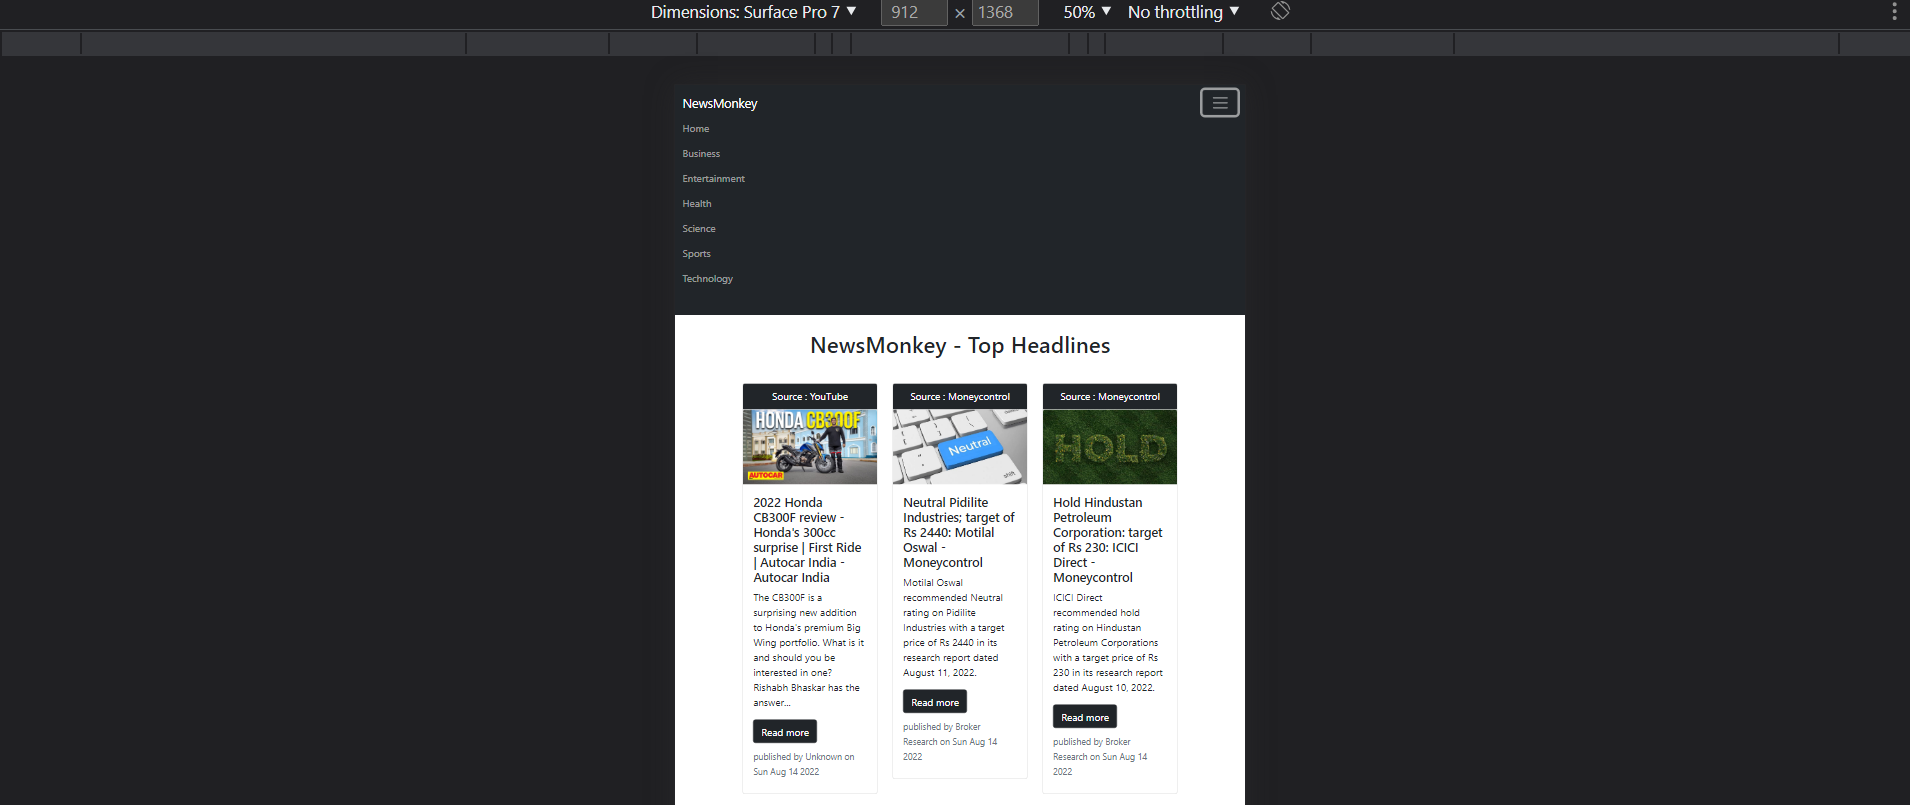 Dimensions: Surface Pro 7 ▼ 912 × 1368 50% ▼ No throttling ▼
NewsMonkey
Home
Business
Entertainment
Health
Science
Sports
Technology
NewsMonkey - Top Headlines
Source : YouTube
HONDA CB300F
AUTOCAR
2022 Honda
CB300F review -
Honda's 300cc
surprise | First Ride
| Autocar India -
Autocar India
The CB300F is a
surprising new addition
to Honda's premium Big
Wing portfolio. What is it
and should you be
interested in one?
Rishabh Bhaskar has the
answer...
Read more
published by Unknown on
Sun Aug 14 2022
Source : Moneycontrol
Neutral
shift
Neutral Pidilite
Industries; target of
Rs 2440: Motilal
Oswal -
Moneycontrol
Motilal Oswal
recommended Neutral
rating on Pidilite
Industries with a target
price of Rs 2440 in its
research report dated
August 11, 2022.
Read more
published by Broker
Research on Sun Aug 14
2022
Source : Moneycontrol
HOLD
Hold Hindustan
Petroleum
Corporation: target
of Rs 230: ICICI
Direct -
Moneycontrol
ICICI Direct
recommended hold
rating on Hindustan
Petroleum Corporations
with a target price of Rs
230 in its research report
dated August 10, 2022.
Read more
published by Broker
Research on Sun Aug 14
2022